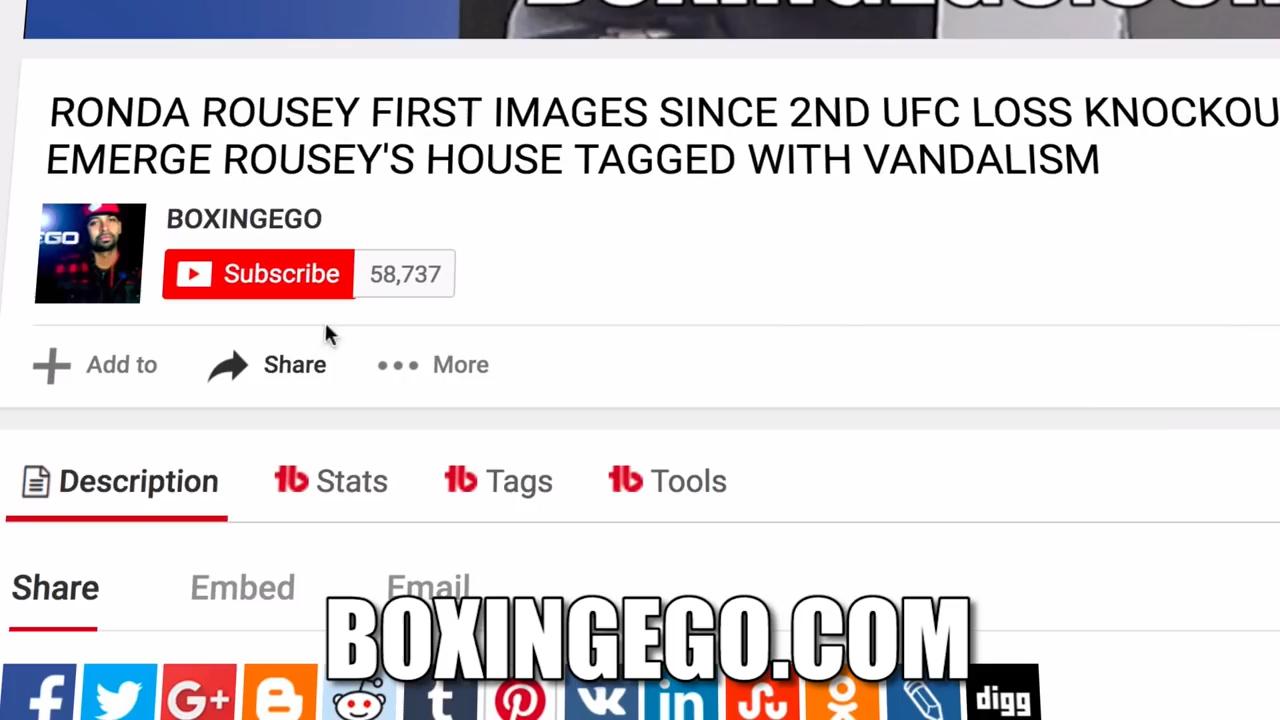 RONDA ROUSEY FIRST IMAGES SINCE 2ND UFC LOSS
EMERGE ROUSEY'S HOUSE TAGGED WITH VANDALISM
BOXINGEGO
Subscribe 58,737
Add to Share More
Description Stats Tags Tools
Share Embed Email
BOXINGEGO.COM
digg